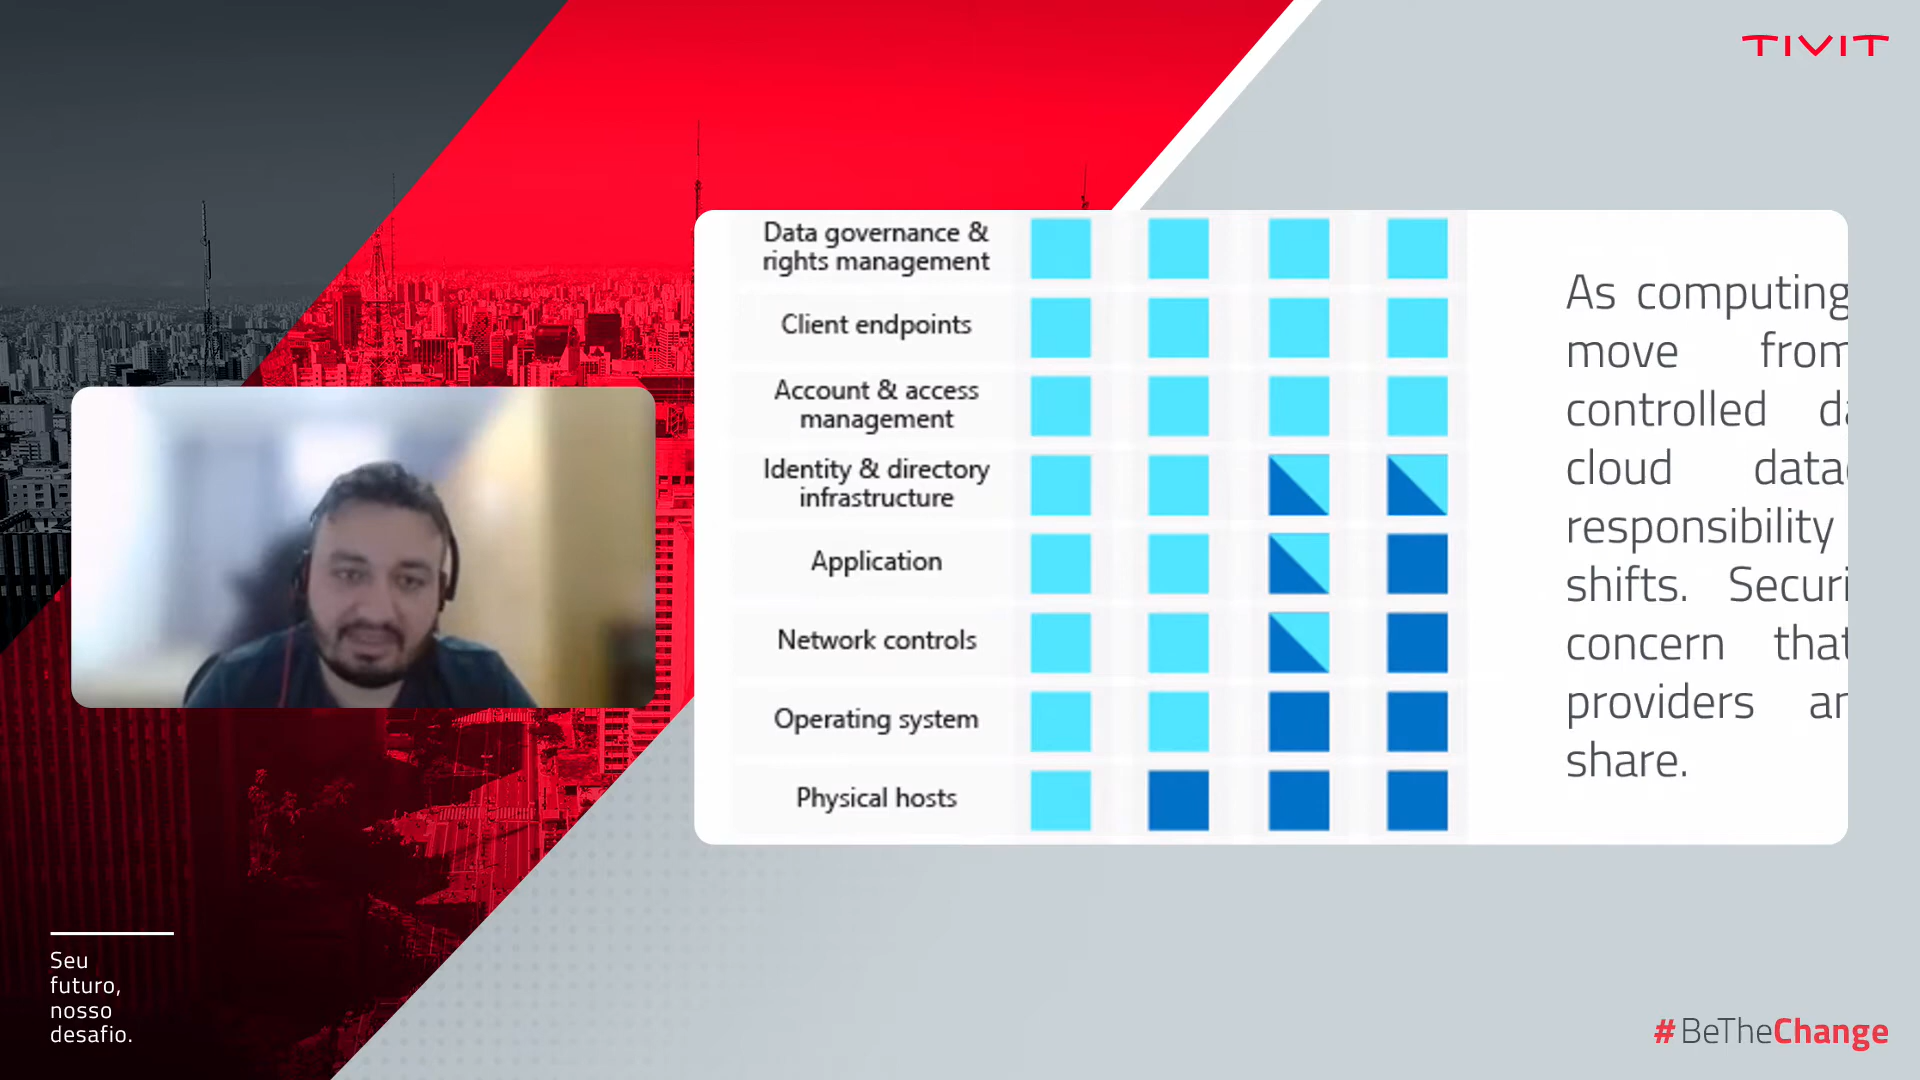 TIVIT
Data governance &
rights management
Client endpoints
Account & access
management
Identity & directory
infrastructure
Application
Network controls
Operating system
Physical hosts
As computing
move from
controlled
cloud
responsibility
shifts.
concern that
providers
share.
Seu
futuro,
nosso
desafio.
#BeTheChange